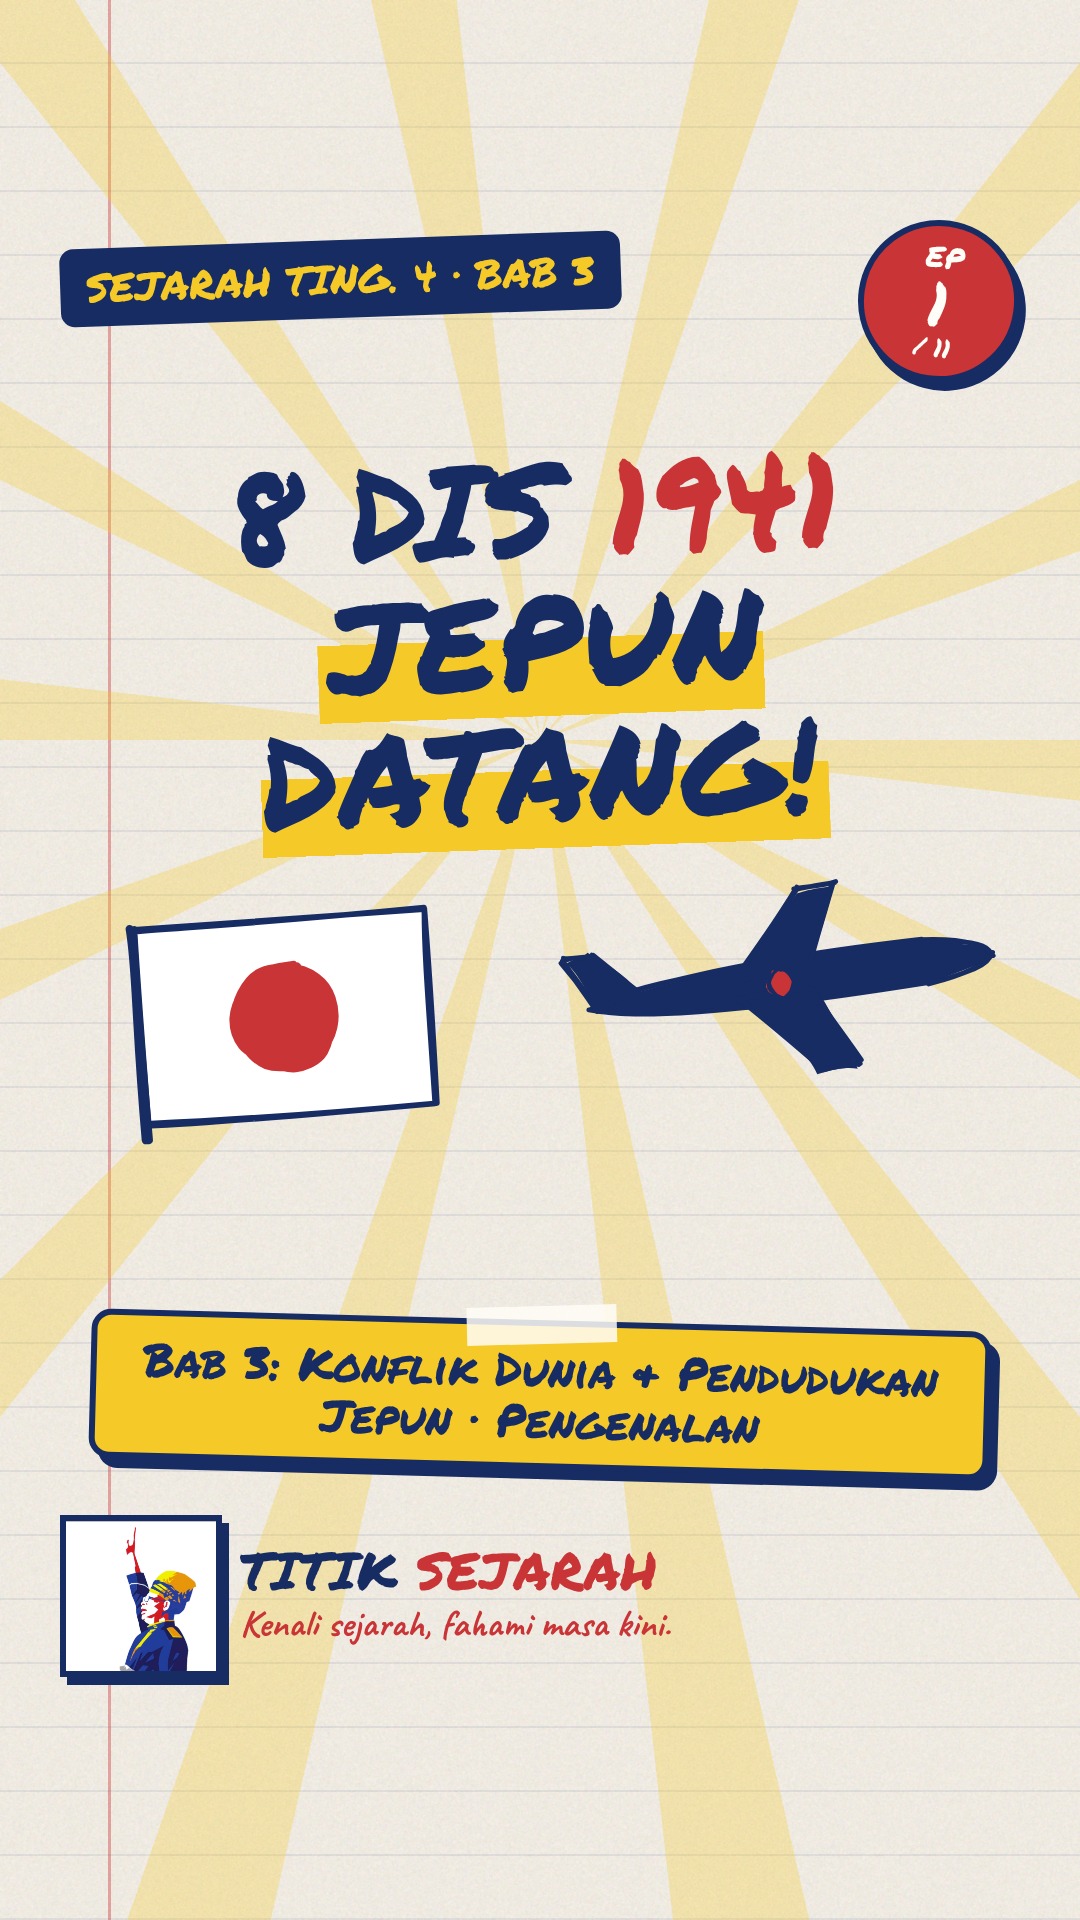 SEJARAH TING. 4 · BAB 3
EP
1
/ 11
8 DIS 1941
JEPUN
DATANG!
BAB 3: KONFLIK DUNIA & PENDUDUKAN
JEPUN · PENGENALAN
TITIK SEJARAH
Kenali sejarah, fahami masa kini.